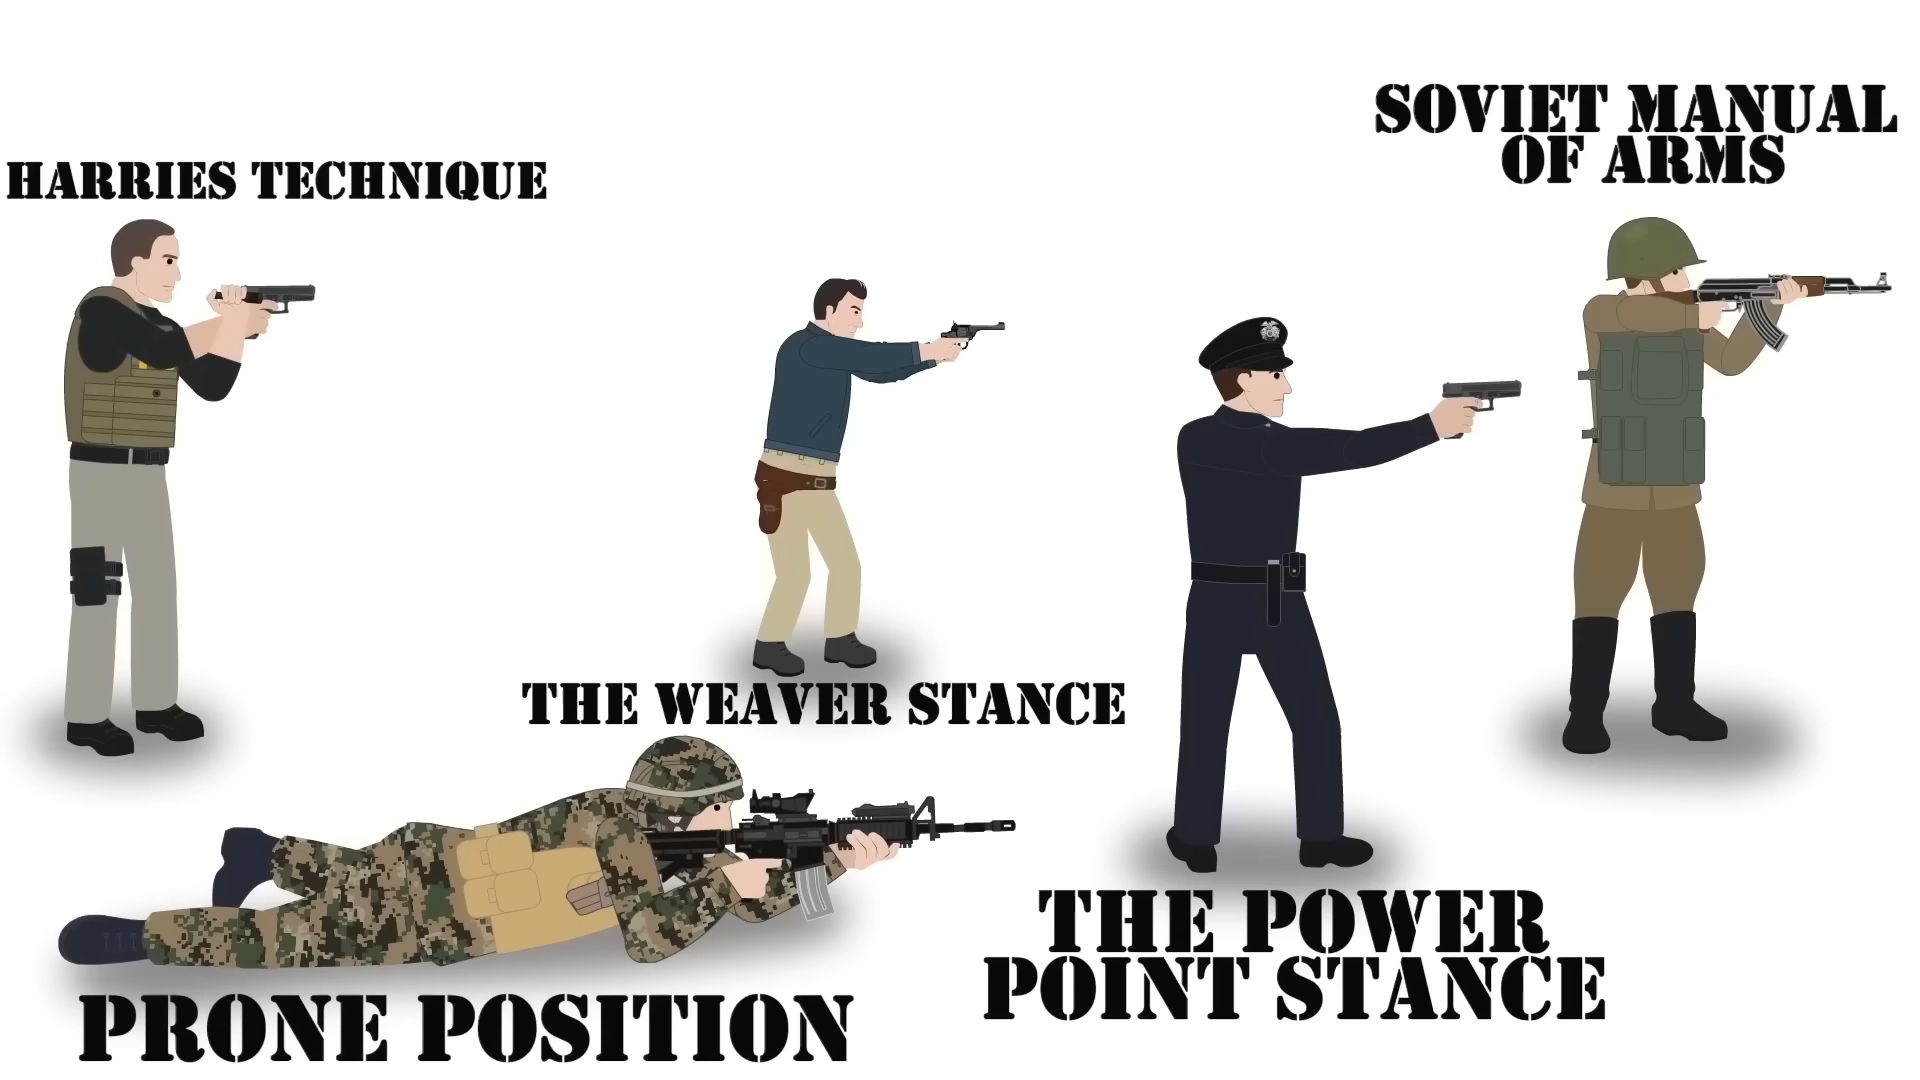 SOVIET MANUAL
OF ARMS
HARRIES TECHNIQUE
THE WEAVER STANCE
THE POWER
POINT STANCE
PRONE POSITION